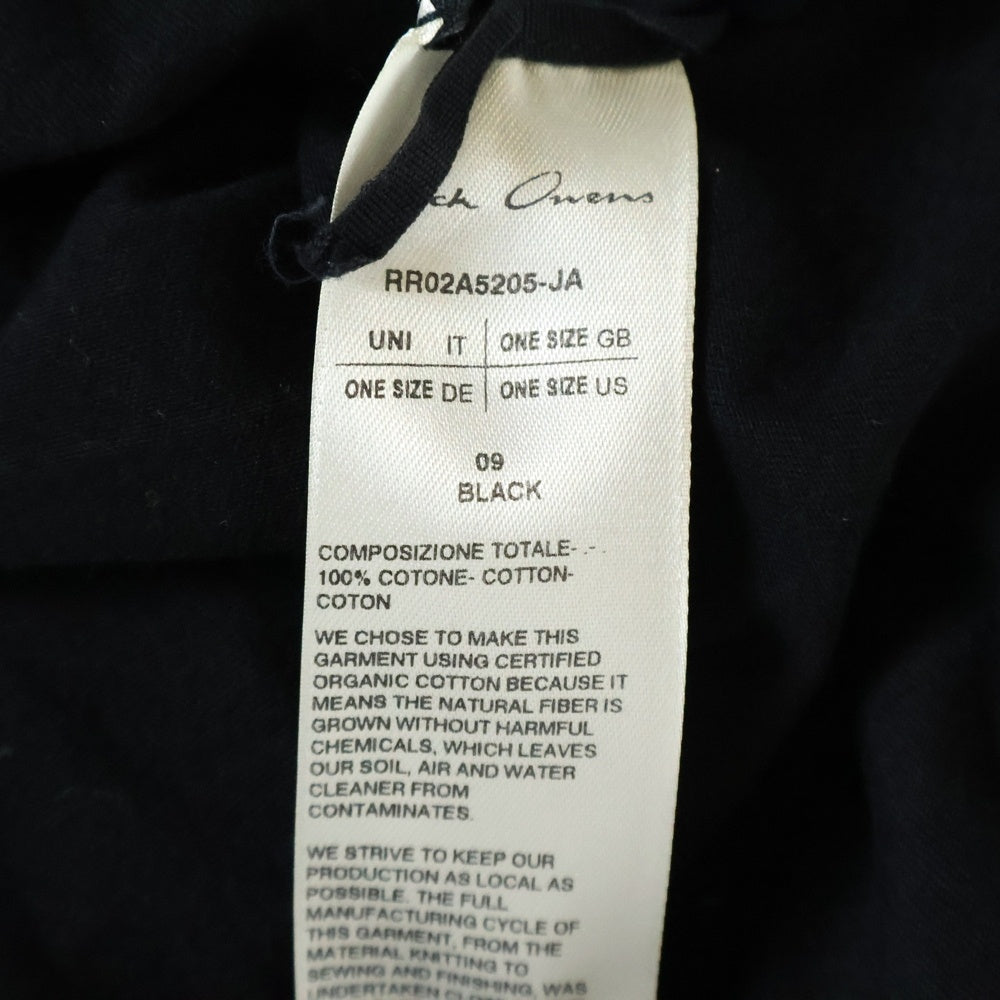 ck Owens
RR02A5205-JA
UNI IT ONE SIZE GB
ONE SIZE DE ONE SIZE US
09
BLACK
COMPOSIZIONE TOTALE-
100% COTONE- COTTON-
COTON
WE CHOSE TO MAKE THIS
GARMENT USING CERTIFIED
ORGANIC COTTON BECAUSE IT
MEANS THE NATURAL FIBER IS
GROWN WITHOUT HARMFUL
CHEMICALS, WHICH LEAVES
OUR SOIL, AIR AND WATER
CLEANER FROM
CONTAMINATES.
WE STRIVE TO KEEP OUR
PRODUCTION AS LOCAL AS
POSSIBLE. THE FULL
MANUFACTURING CYCLE OF
THIS GARMENT, FROM THE
MATERIAL KNITTING TO
SEWING AND FINISHING, WAS
UNDERTAKEN